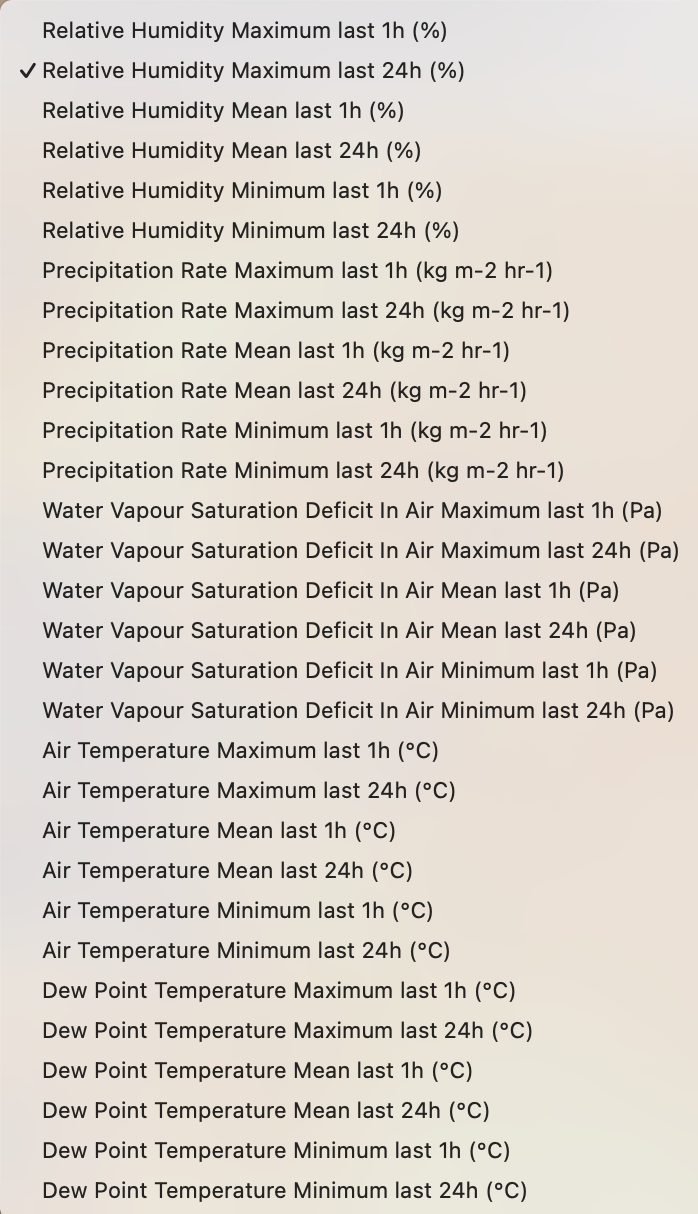 Relative Humidity Maximum last 1h (%)
✓ Relative Humidity Maximum last 24h (%)
Relative Humidity Mean last 1h (%)
Relative Humidity Mean last 24h (%)
Relative Humidity Minimum last 1h (%)
Relative Humidity Minimum last 24h (%)
Precipitation Rate Maximum last 1h (kg m-2 hr-1)
Precipitation Rate Maximum last 24h (kg m-2 hr-1)
Precipitation Rate Mean last 1h (kg m-2 hr-1)
Precipitation Rate Mean last 24h (kg m-2 hr-1)
Precipitation Rate Minimum last 1h (kg m-2 hr-1)
Precipitation Rate Minimum last 24h (kg m-2 hr-1)
Water Vapour Saturation Deficit In Air Maximum last 1h (Pa)
Water Vapour Saturation Deficit In Air Maximum last 24h (Pa)
Water Vapour Saturation Deficit In Air Mean last 1h (Pa)
Water Vapour Saturation Deficit In Air Mean last 24h (Pa)
Water Vapour Saturation Deficit In Air Minimum last 1h (Pa)
Water Vapour Saturation Deficit In Air Minimum last 24h (Pa)
Air Temperature Maximum last 1h (°C)
Air Temperature Maximum last 24h (°C)
Air Temperature Mean last 1h (°C)
Air Temperature Mean last 24h (°C)
Air Temperature Minimum last 1h (°C)
Air Temperature Minimum last 24h (°C)
Dew Point Temperature Maximum last 1h (°C)
Dew Point Temperature Maximum last 24h (°C)
Dew Point Temperature Mean last 1h (°C)
Dew Point Temperature Mean last 24h (°C)
Dew Point Temperature Minimum last 1h (°C)
Dew Point Temperature Minimum last 24h (°C)